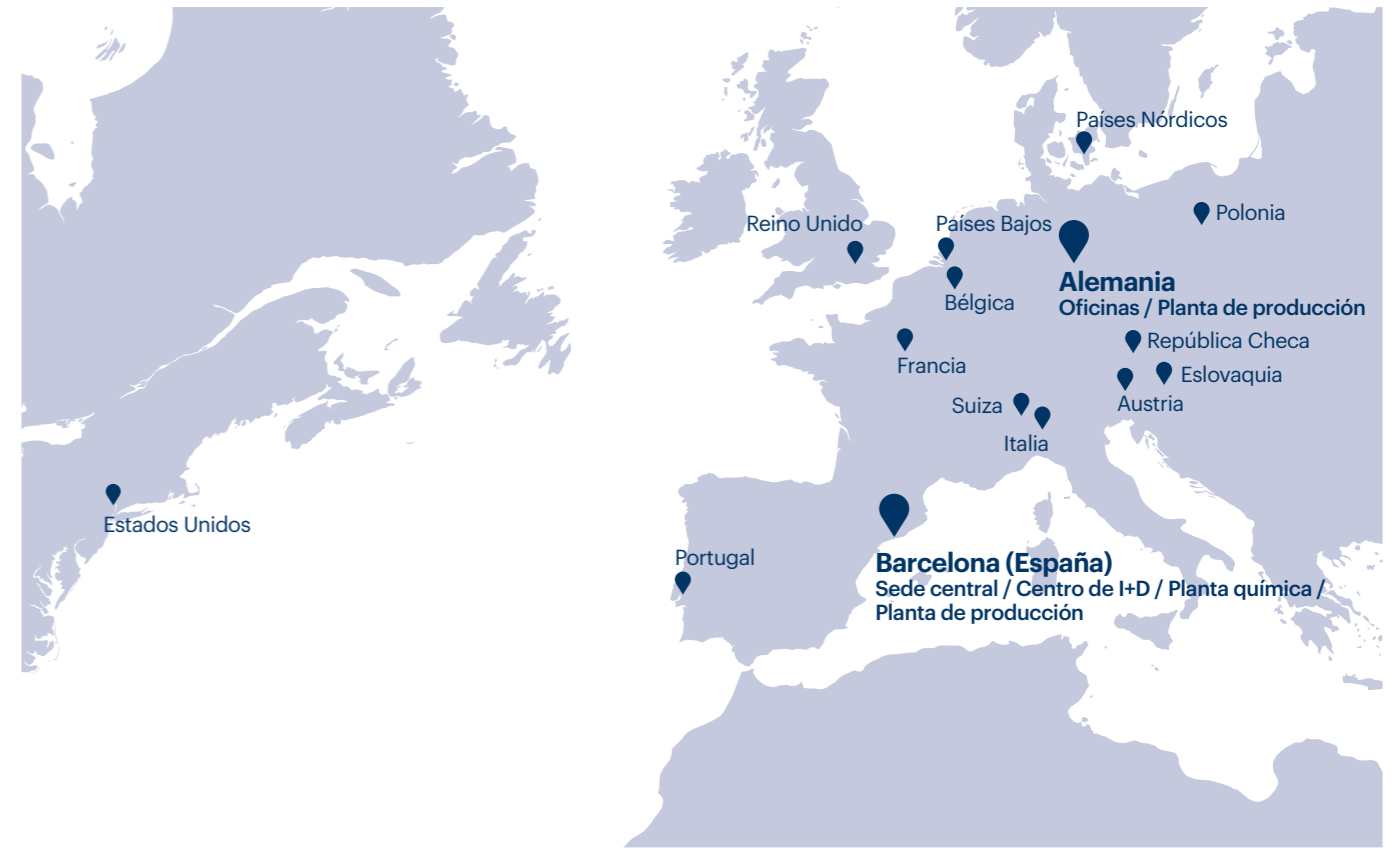 Países Nórdicos
Polonia
Reino Unido
Países Bajos
Alemania
Oficinas / Planta de producción
Bélgica
República Checa
Francia
Eslovaquia
Austria
Suiza
Italia
Estados Unidos
Portugal
Barcelona (España)
Sede central / Centro de I+D / Planta química /
Planta de producción